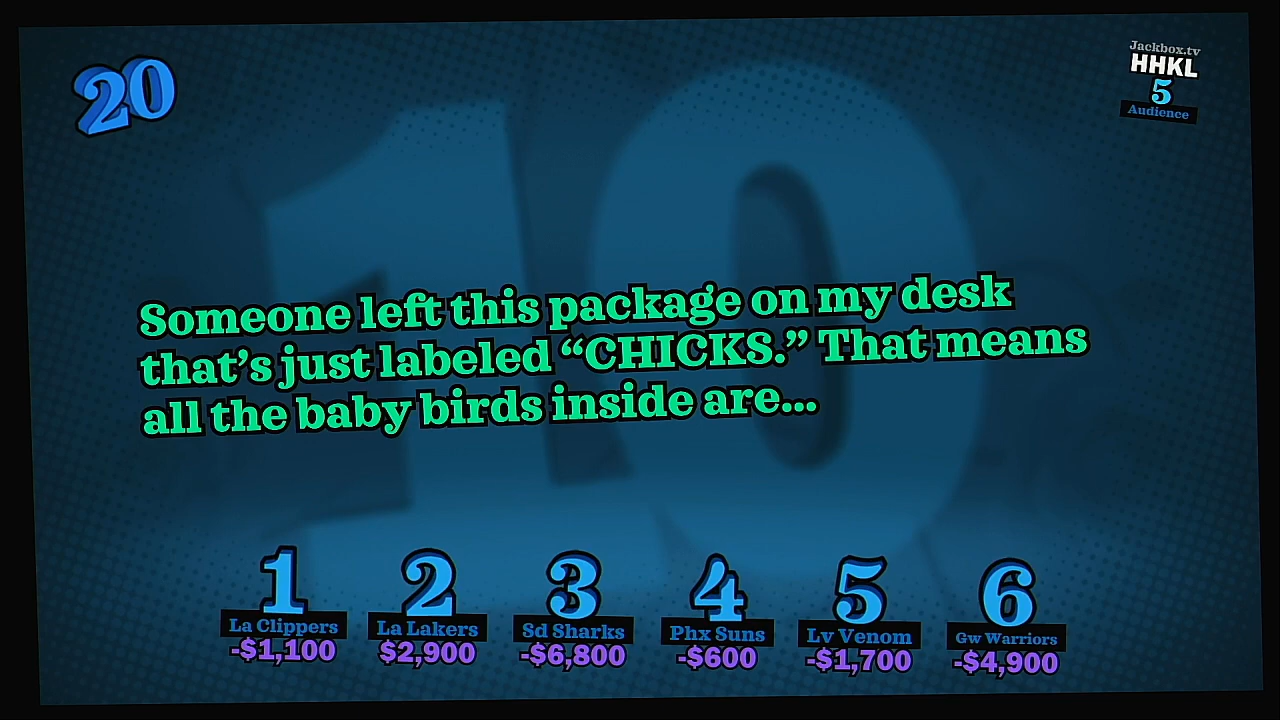 20
Jackbox.tv
HHKL
5
Audience
10
Someone left this package on my desk
that's just labeled “CHICKS.” That means
all the baby birds inside are...
1
2
3
4
5
6
La Clippers
La Lakers
Sd Sharks
Phx Suns
Lv Venom
Gw Warriors
-$1,100
$2,900
-$6,800
-$600
-$1,700
-$4,900